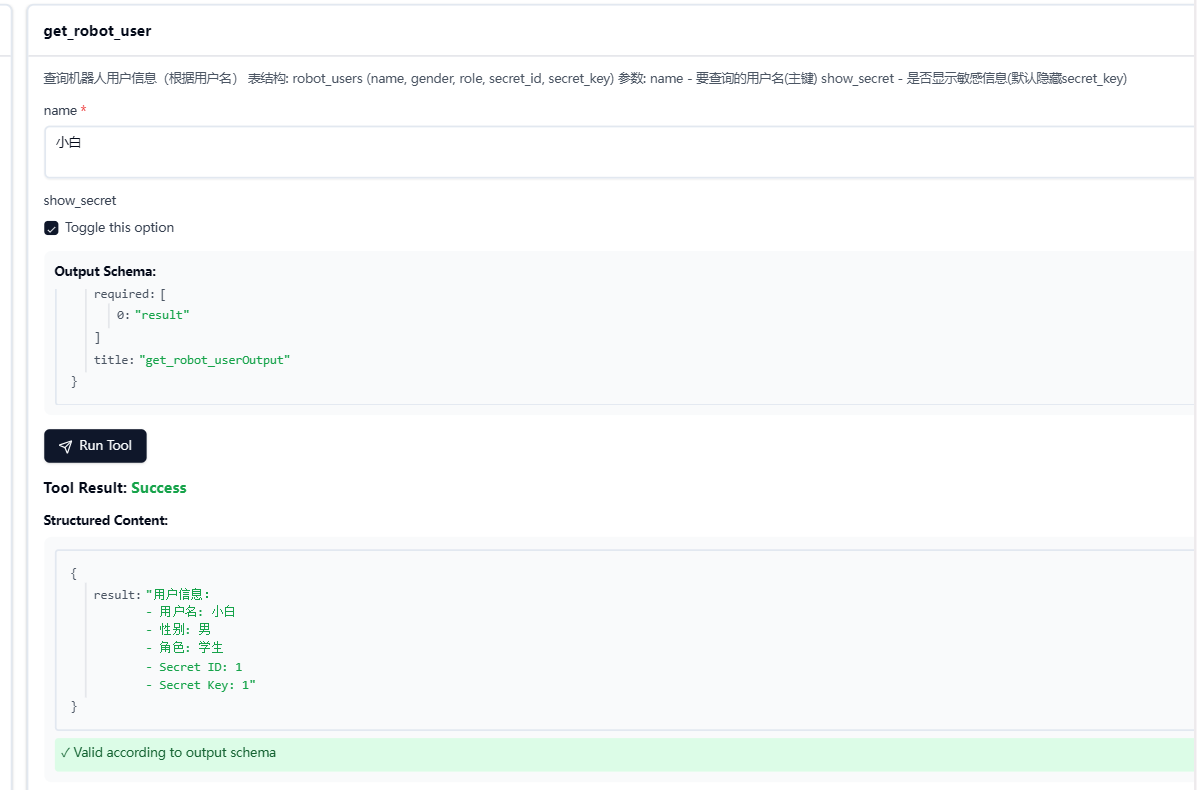 get_robot_user
查询机器人用户信息（根据用户名） 表结构: robot_users (name, gender, role, secret_id, secret_key) 参数: name - 要查询的用户名(主键) show_secret - 是否显示敏感信息(默认隐藏secret_key)
name *
小白
show_secret
Toggle this option
Output Schema:
required: [
0: "result"
]
title: "get_robot_userOutput"
}
Run Tool
Tool Result: Success
Structured Content:
{
result: "用户信息:
- 用户名: 小白
- 性别: 男
- 角色: 学生
- Secret ID: 1
- Secret Key: 1"
}
✓ Valid according to output schema